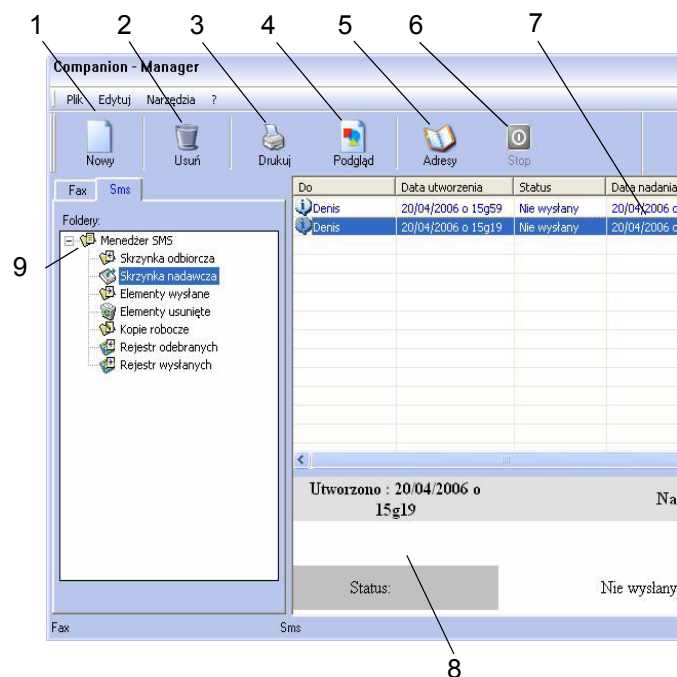 1 2 3 4 5 6 7
Companion - Manager
Plik Edytuj Narzędzia ?
Nowy Usuń Drukuj Podgląd Adresy Stop
Fax Sms
Do Data utworzenia Status Data nadania
Denis 20/04/2006 o 15g59 Nie wysłany 20/04/2006 o
Denis 20/04/2006 o 15g19 Nie wysłany 20/04/2006 o
Foldery:
Menedżer SMS
9
Skrzynka odbiorcza
Skrzynka nadawcza
Elementy wysłane
Elementy usunięte
Kopie robocze
Rejestr odebranych
Rejestr wysłanych
Utworzono : 20/04/2006 o
15g19
Na
Status: Nie wysłany
Fax Sms
8